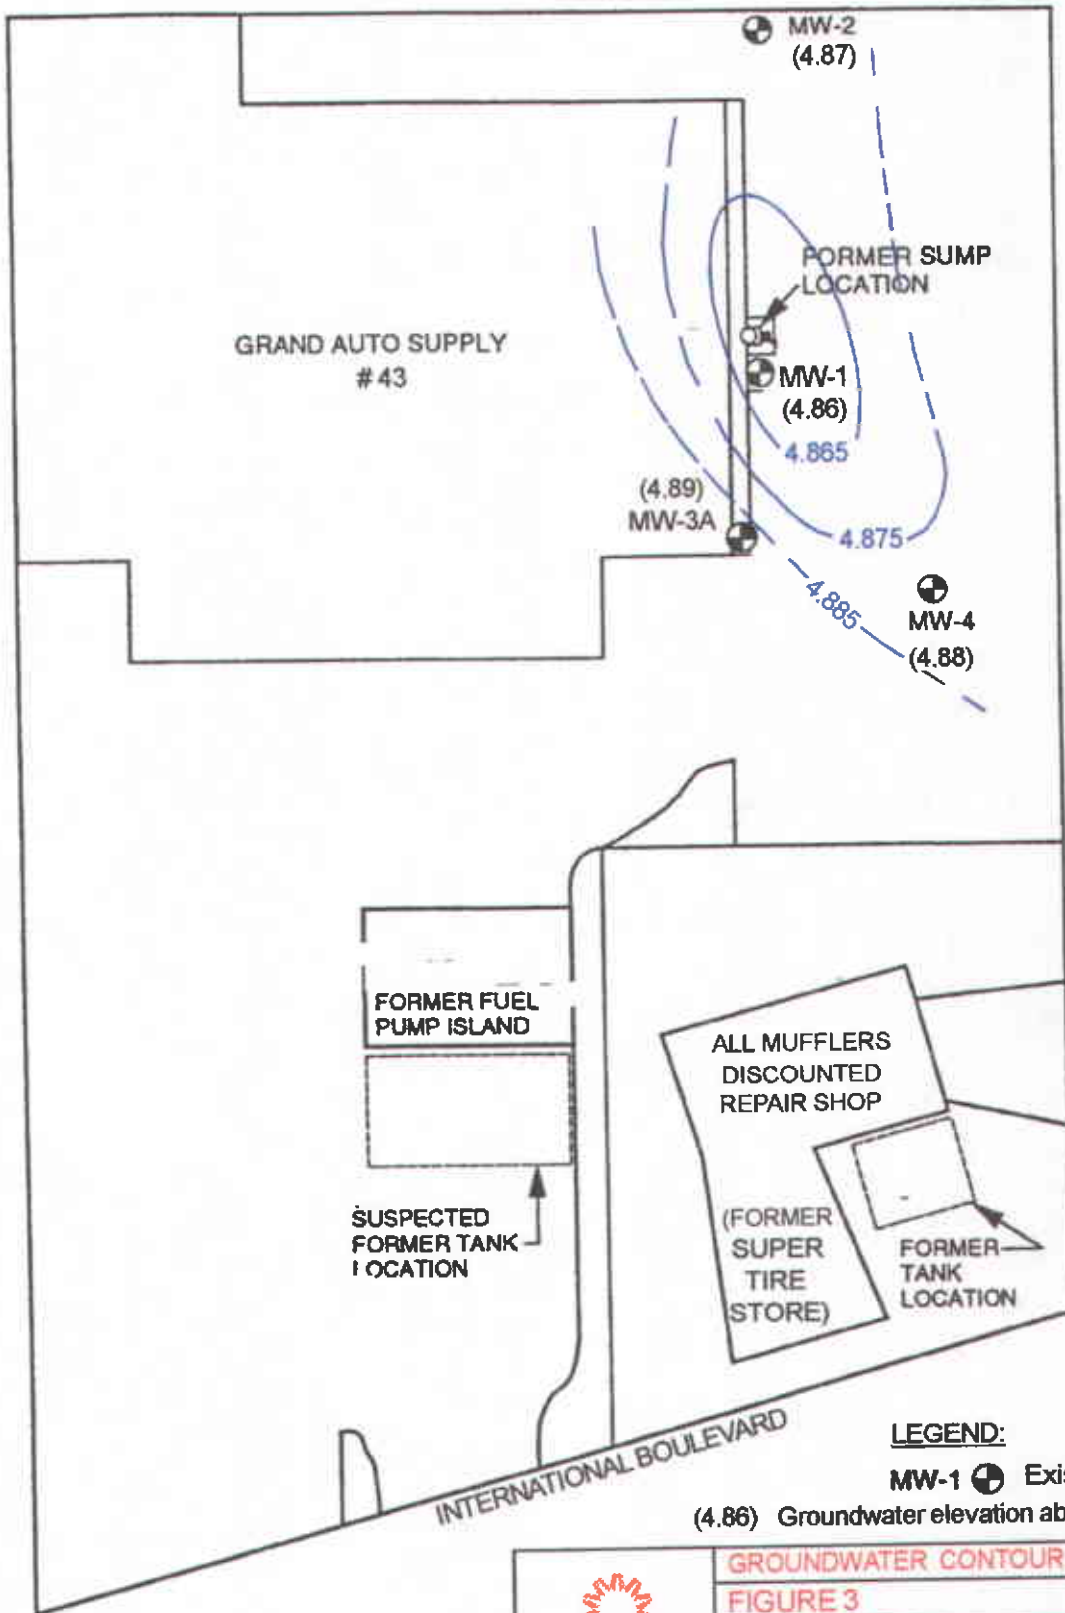 MW-2
(4.87)
FORMER SUMP
LOCATION
GRAND AUTO SUPPLY
#43
MW-1
(4.86)
4.865
(4.89)
MW-3A
4.875
4.885
MW-4
(4.88)
FORMER FUEL
PUMP ISLAND
ALL MUFFLERS
DISCOUNTED
REPAIR SHOP
SUSPECTED
FORMER TANK
LOCATION
(FORMER
SUPER
TIRE
STORE)
FORMER
TANK
LOCATION
INTERNATIONAL BOULEVARD
LEGEND:
MW-1 Exis
(4.86) Groundwater elevation ab
GROUNDWATER CONTOUR
FIGURE 3